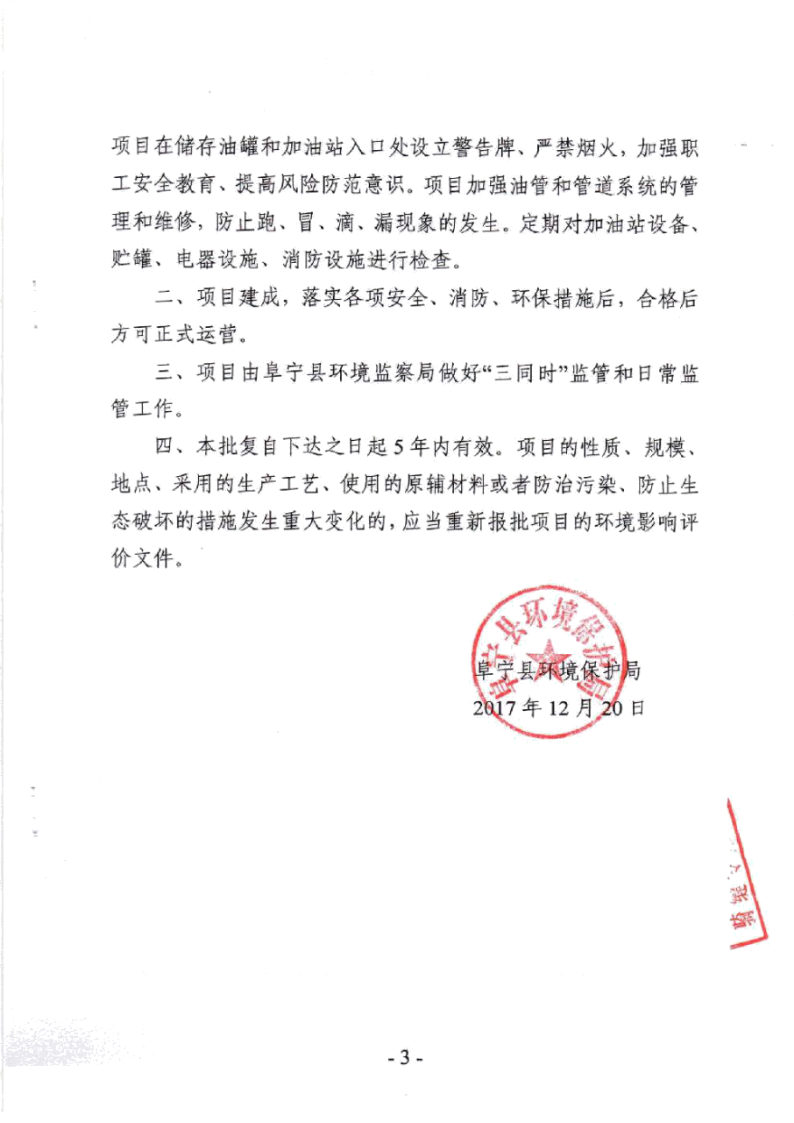 项目在储存油罐和加油站入口处设立警告牌、严禁烟火，加强职
工安全教育、提高风险防范意识。项目加强油管和管道系统的管
理和维修，防止跑、冒、滴、漏现象的发生。定期对加油站设备、
贮罐、电器设施、消防设施进行检查。
二、项目建成，落实各项安全、消防、环保措施后，合格后
方可正式运营。
三、项目由阜宁县环境监察局做好“三同时”监管和日常监
管工作。
四、本批复自下达之日起 5 年内有效。项目的性质、规模、
地点、采用的生产工艺、使用的原辅材料或者防治污染、防止生
态破坏的措施发生重大变化的，应当重新报批项目的环境影响评
价文件。
阜宁县环境保护局
阜宁县环境保护局
2017 年 12 月 20 日
- 3 -